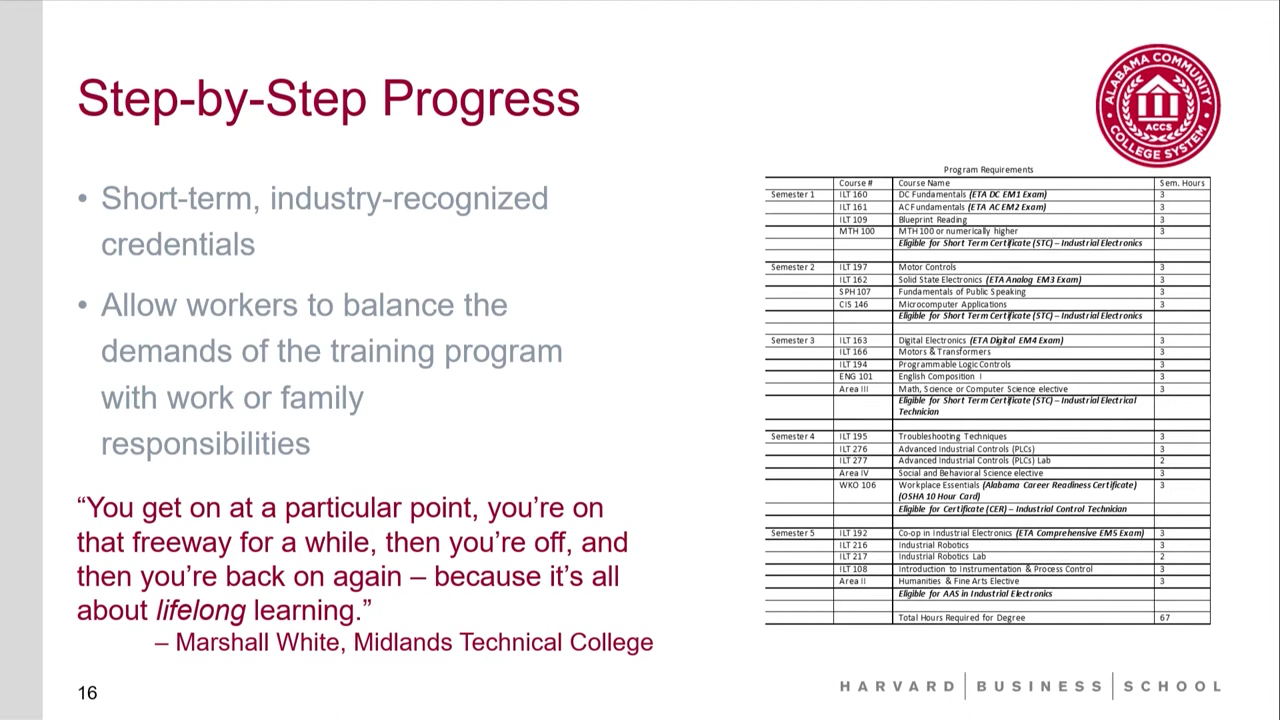 Step-by-Step Progress
ALABAMA COMMUNITY
COLLEGE SYSTEM
ACCS
• Short-term, industry-recognized
credentials
• Allow workers to balance the
demands of the training program
with work or family
responsibilities
“You get on at a particular point, you’re on
that freeway for a while, then you’re off, and
then you’re back on again – because it’s all
about lifelong learning.”
– Marshall White, Midlands Technical College
Program Requirements
Course # Course Name Sem. Hours
Semester 1 ILT 160 DC Fundamentals (ETA DC EM1 Exam) 3
ILT 161 AC Fundamentals (ETA AC EM2 Exam) 3
ILT 109 Blueprint Reading 3
MTH 100 MTH 100 or numerically higher 3
Eligible for Short Term Certificate (STC) – Industrial Electronics
Semester 2 ILT 197 Motor Controls 3
ILT 162 Solid State Electronics (ETA Analog EM3 Exam) 3
SPH 107 Fundamentals of Public Speaking 3
CIS 146 Microcomputer Applications 3
Eligible for Short Term Certificate (STC) – Industrial Electronics
Semester 3 ILT 163 Digital Electronics (ETA Digital EM4 Exam) 3
ILT 166 Motors & Transformers 3
ILT 194 Programmable Logic Controls 3
ENG 101 English Composition I 3
Area III Math, Science or Computer Science elective 3
Eligible for Short Term Certificate (STC) – Industrial Electrical
Technician
Semester 4 ILT 195 Troubleshooting Techniques 3
ILT 276 Advanced Industrial Controls (PLCs) 3
ILT 277 Advanced Industrial Controls (PLCs) Lab 2
Area IV Social and Behavioral Science elective 3
WKO 106 Workplace Essentials (Alabama Career Readiness Certificate) 3
(OSHA 10 Hour Card)
Eligible for Certificate (CER) – Industrial Control Technician
Semester 5 ILT 192 Co-op in Industrial Electronics (ETA Comprehensive EM5 Exam) 3
ILT 216 Industrial Robotics 3
ILT 217 Industrial Robotics Lab 2
ILT 108 Introduction to Instrumentation & Process Control 3
Area II Humanities & Fine Arts Elective 3
Eligible for AAS in Industrial Electronics
Total Hours Required for Degree 67
16
HARVARD BUSINESS SCHOOL